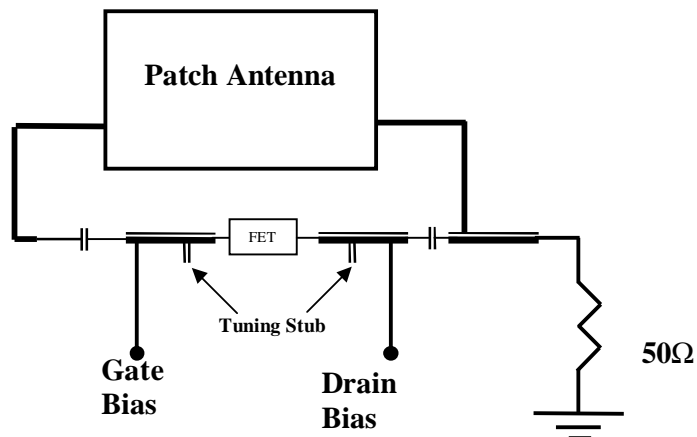 Patch Antenna
FET
Tuning Stub
Gate
Bias
Drain
Bias
50Ω